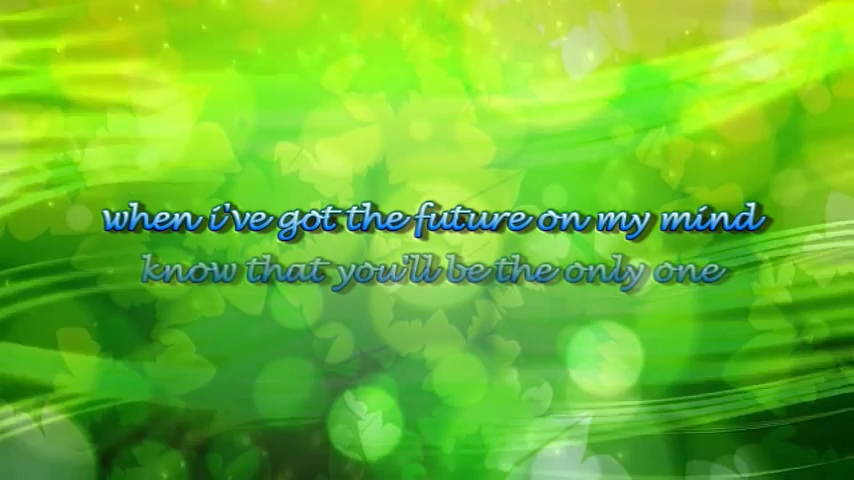 when i've got the future on my mind
know that you'll be the only one